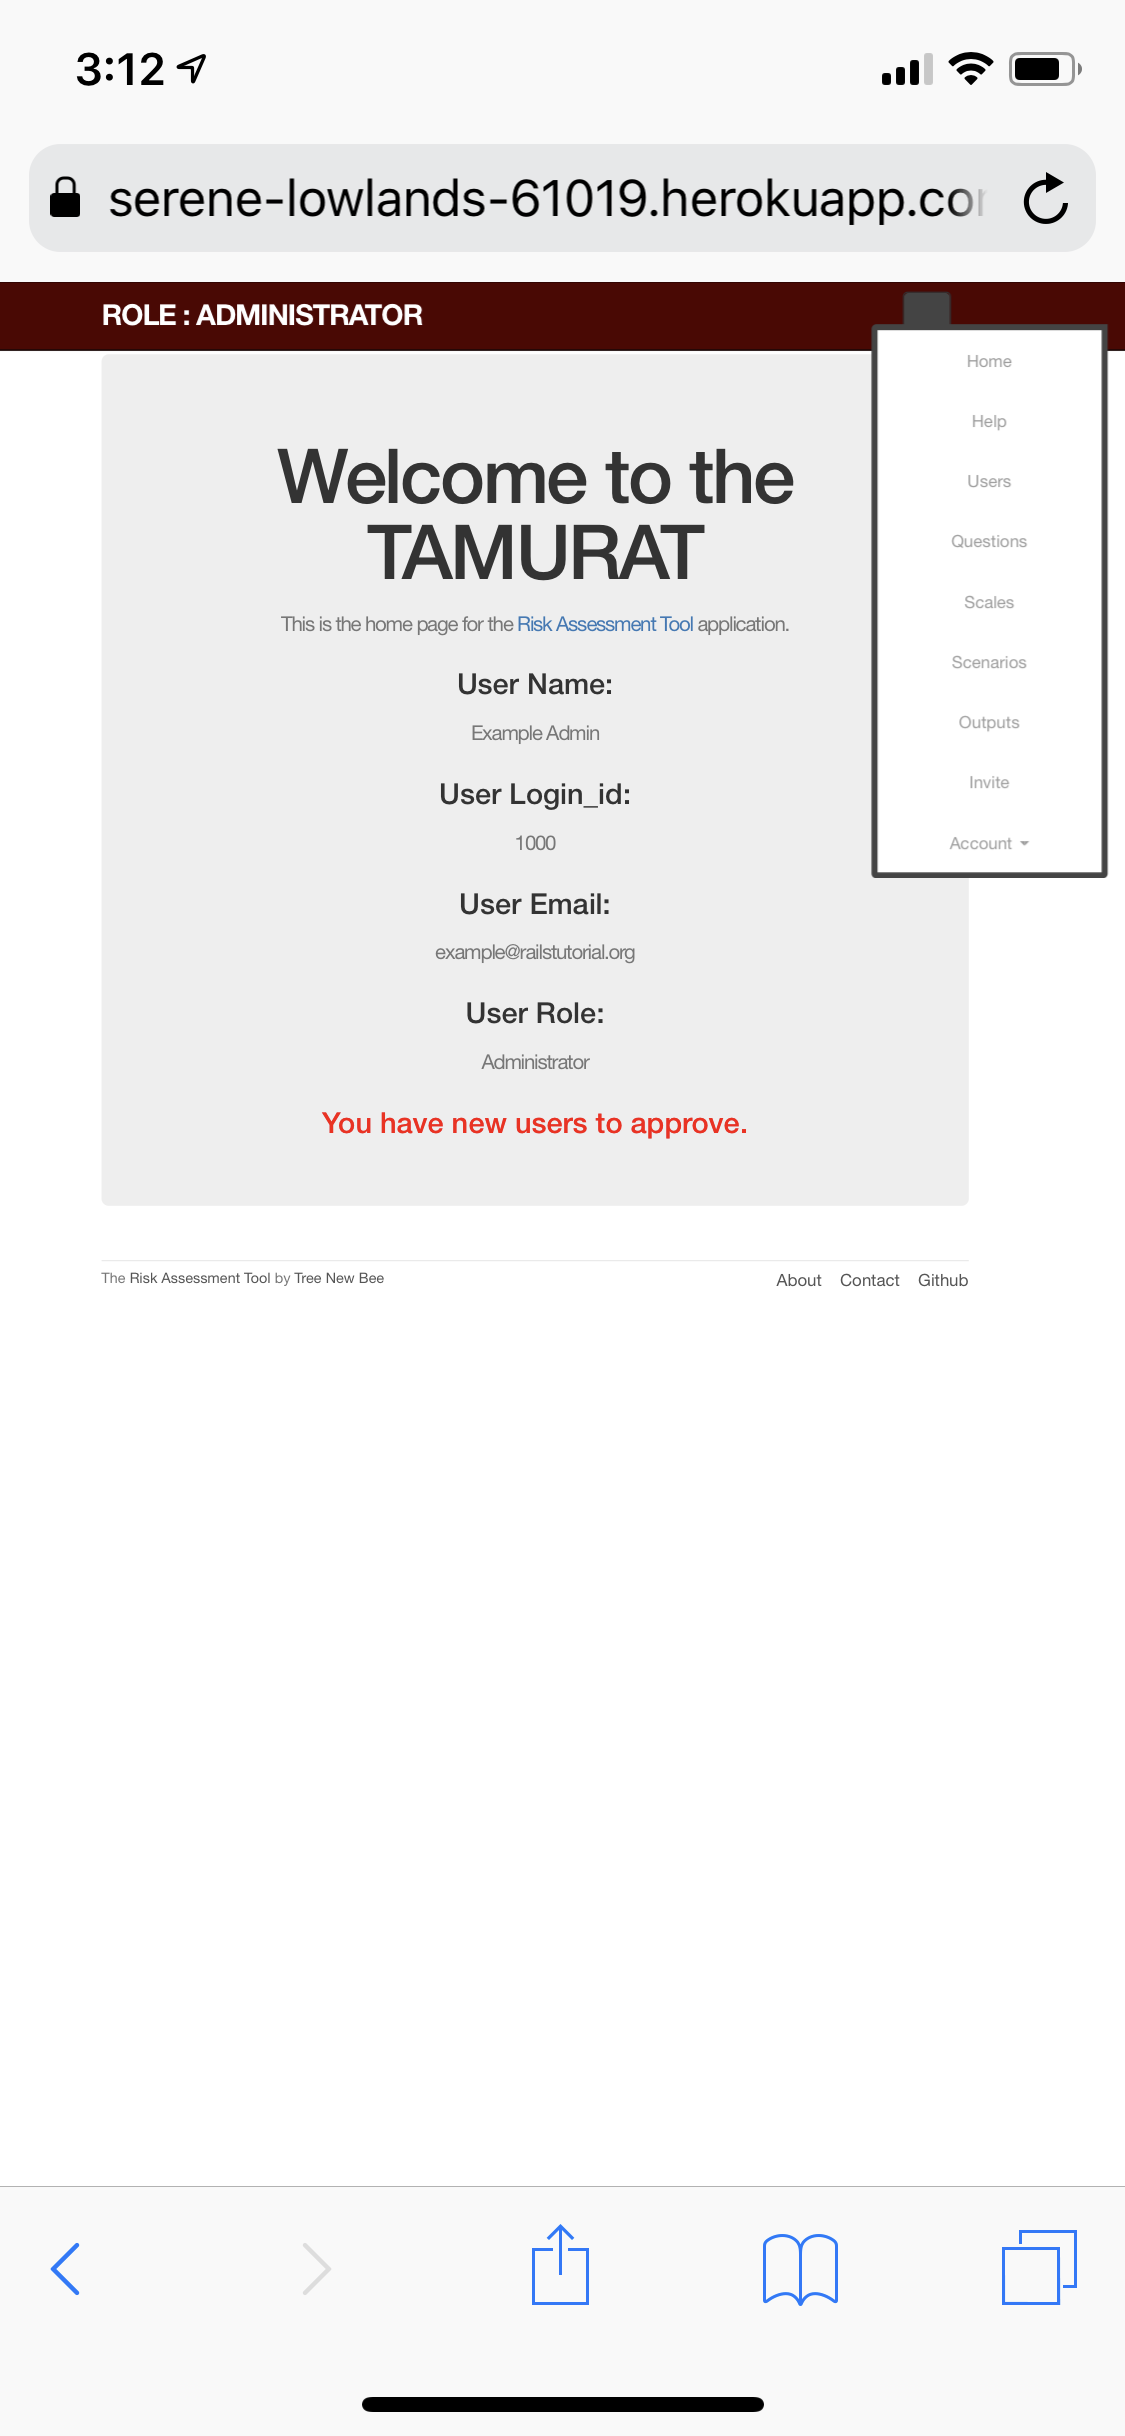 3:12
serene-lowlands-61019.herokuapp.co
ROLE : ADMINISTRATOR
Home
Help
Users
Questions
Scales
Scenarios
Outputs
Invite
Account
Welcome to the
TAMURAT
This is the home page for the Risk Assessment Tool application.
User Name:
Example Admin
User Login_id:
1000
User Email:
example@railstutorial.org
User Role:
Administrator
You have new users to approve.
The Risk Assessment Tool by Tree New Bee
About Contact Github